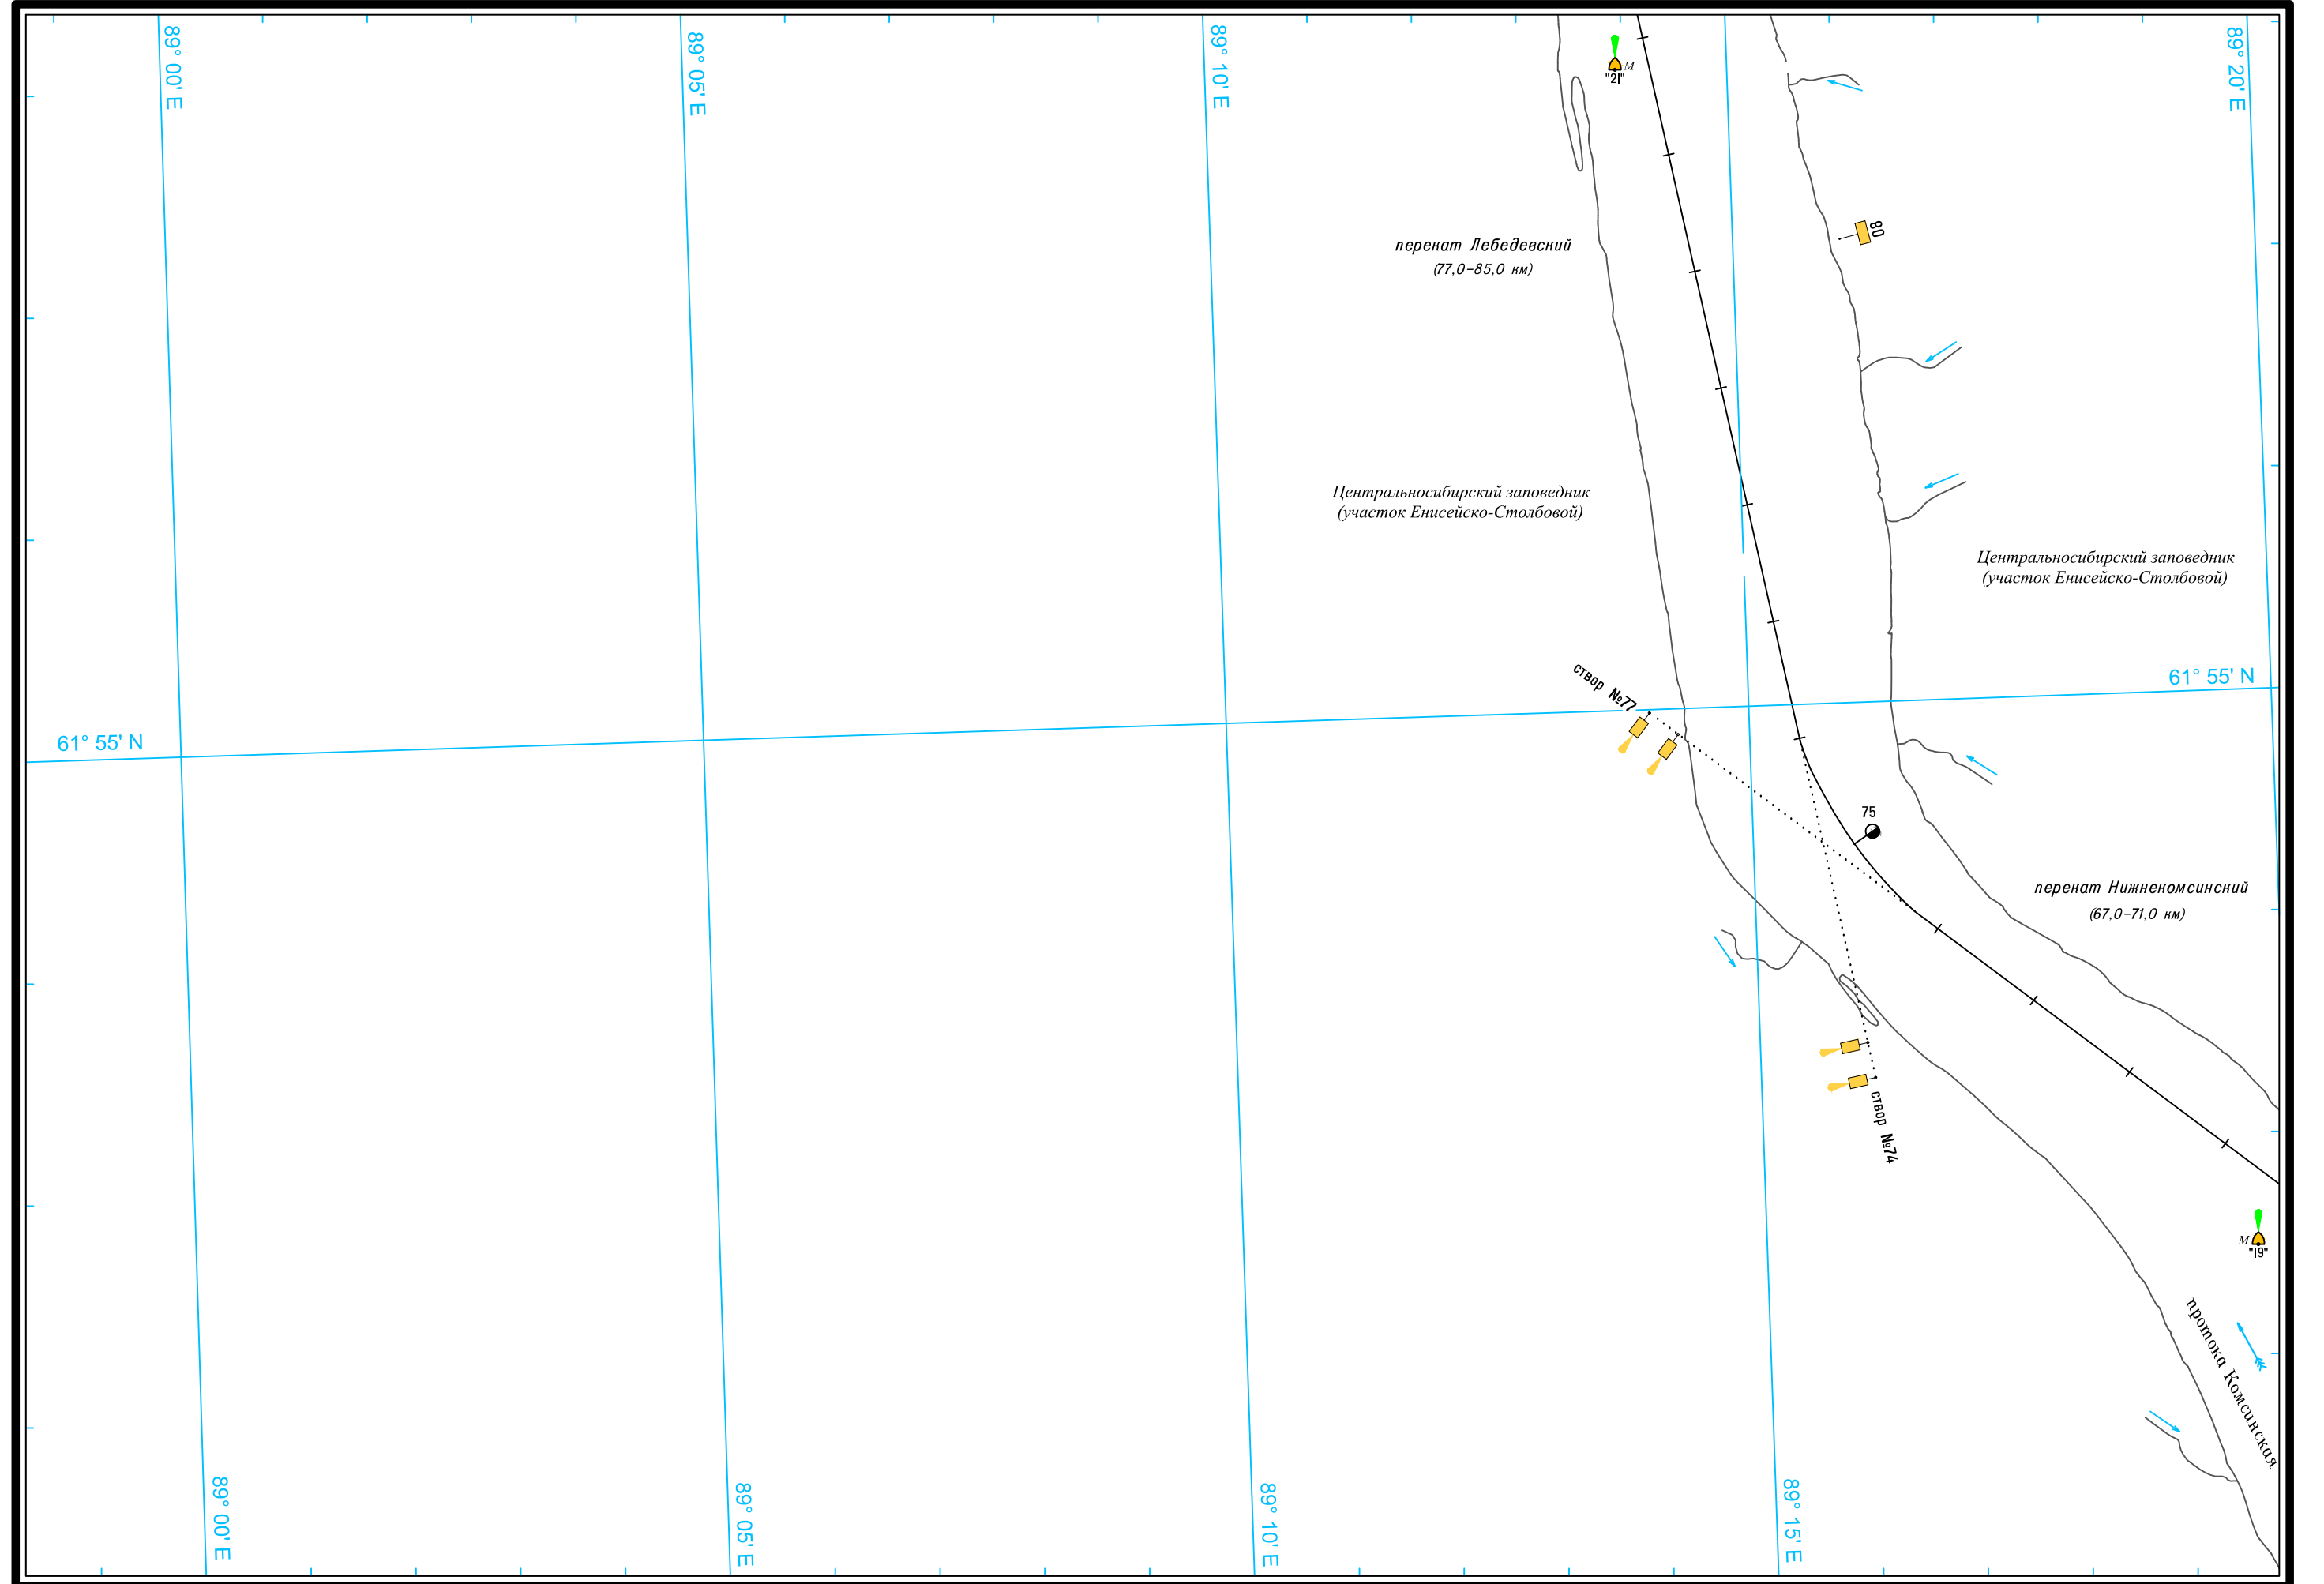 89° 00' E
89° 05' E
89° 10' E
89° 20' E
М
"21"
80
перекат Лебедевский
(77,0-85,0 км)
Центральносибирский заповедник
(участок Енисейско-Столбовой)
Центральносибирский заповедник
(участок Енисейско-Столбовой)
61° 55' N
створ №77
61° 55' N
75
перекат Нижнекомсинский
(67,0-71,0 км)
створ №74
М
"19"
протока Комсинская
89° 00' E
89° 05' E
89° 10' E
89° 15' E